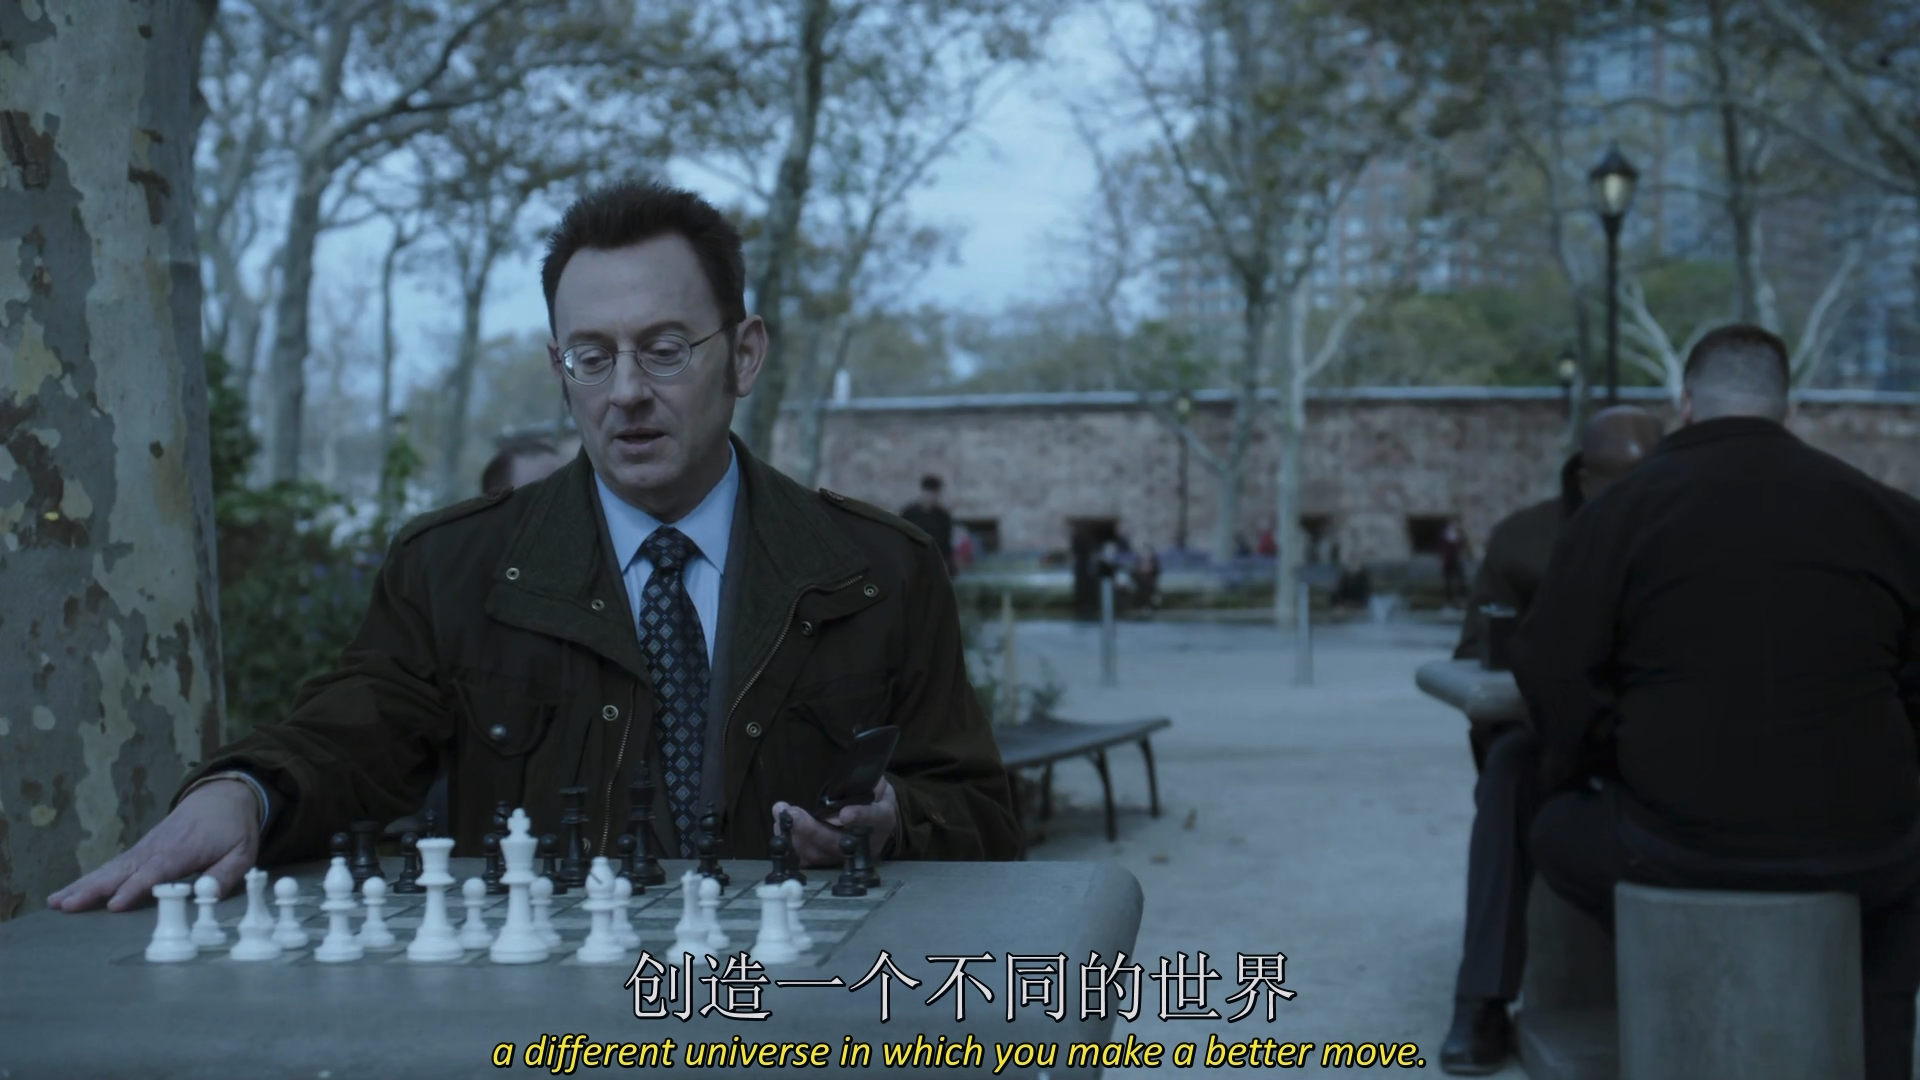 创造一个不同的世界
a different universe in which you make a better move.